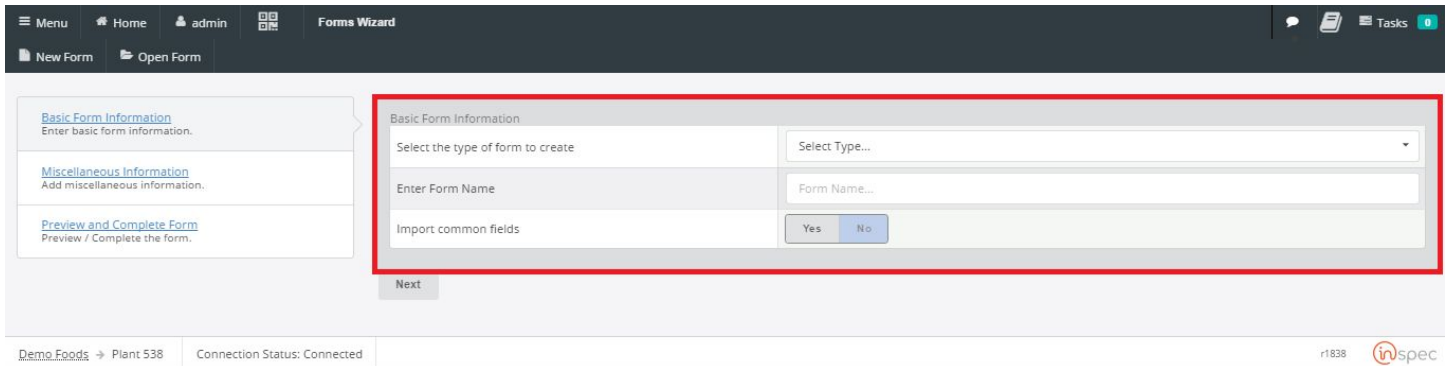 Menu Home admin Forms Wizard Tasks 0
New Form Open Form
Basic Form Information
Enter basic form information.
Miscellaneous Information
Add miscellaneous information.
Preview and Complete Form
Preview / Complete the form.
Basic Form Information
Select the type of form to create Select Type...
Enter Form Name Form Name...
Import common fields Yes No
Next
Demo Foods → Plant 538 Connection Status: Connected r1838 inspec